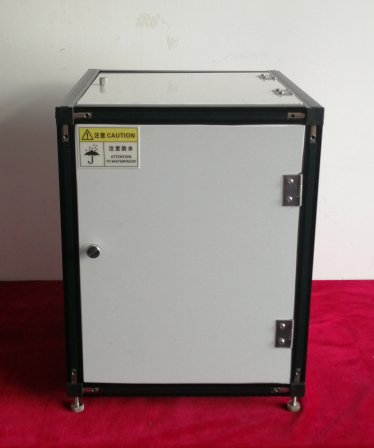 注意 CAUTION
注意防水
ATTENTION
TO WATERPROOF